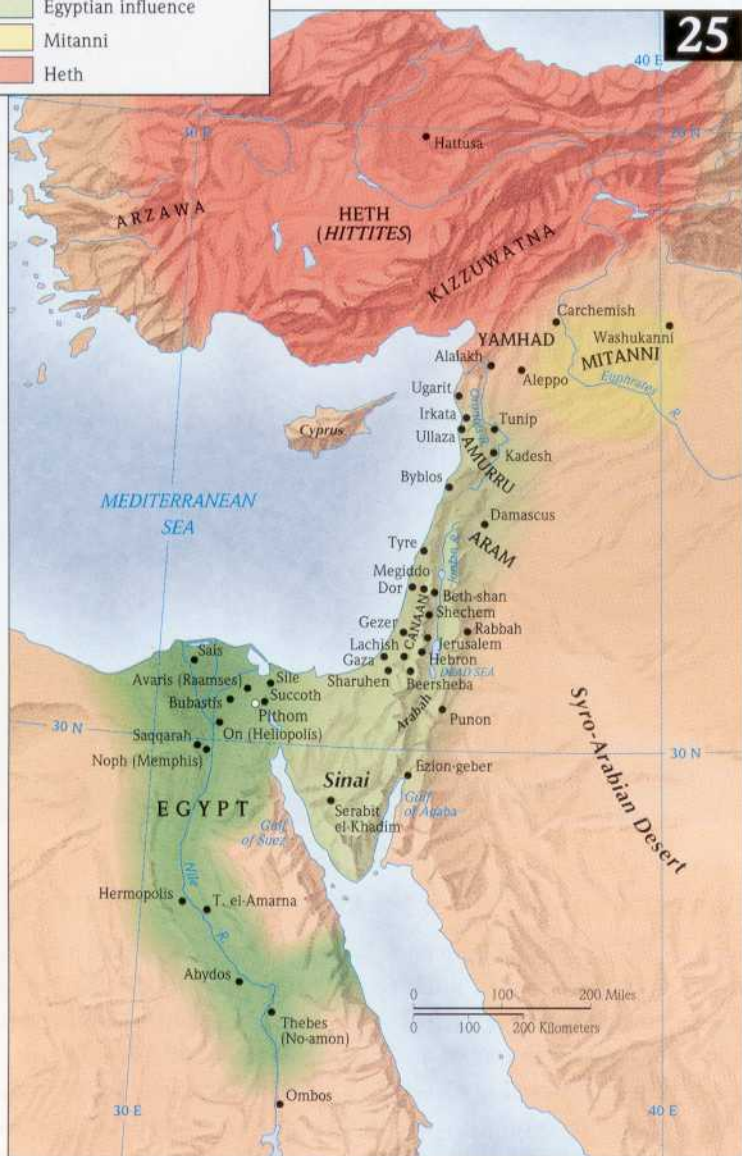 Egyptian influence
Mitanni
Heth
25
40 E
30 E
Hattusa
ARZAWA
HETH
(HITTITES)
KIZZUWATNA
Carchemish
Washukanni
YAMHAD
MITANNI
Alalakh
Aleppo
Euphrates R.
Ugarit
Orontes R.
Irkata
Tunip
Ullaza
Cyprus
AMURRU
Kadesh
Byblos
MEDITERRANEAN
SEA
Damascus
Tyre
ARAM
Jordan R.
Megiddo
Dor
Beth-shan
CANAAN
Shechem
Gezer
Rabbah
Lachish
Jerusalem
Gaza
Hebron
DEAD SEA
Sharuhen
Beersheba
Sais
Avaris (Raamses)
Sile
Succoth
Bubastis
Pithom
Arabah
Punon
30 N
On (Heliopolis)
Saqqarah
Noph (Memphis)
30 N
Syro-Arabian Desert
Sinai
Ezion-geber
EGYPT
Serabit
el-Khadim
Gulf
of Aqaba
Gulf
of Suez
Nile R.
Hermopolis
T. el-Amarna
Abydos
0 100 200 Miles
0 100 200 Kilometers
Thebes
(No-amon)
Ombos
30 E
40 E